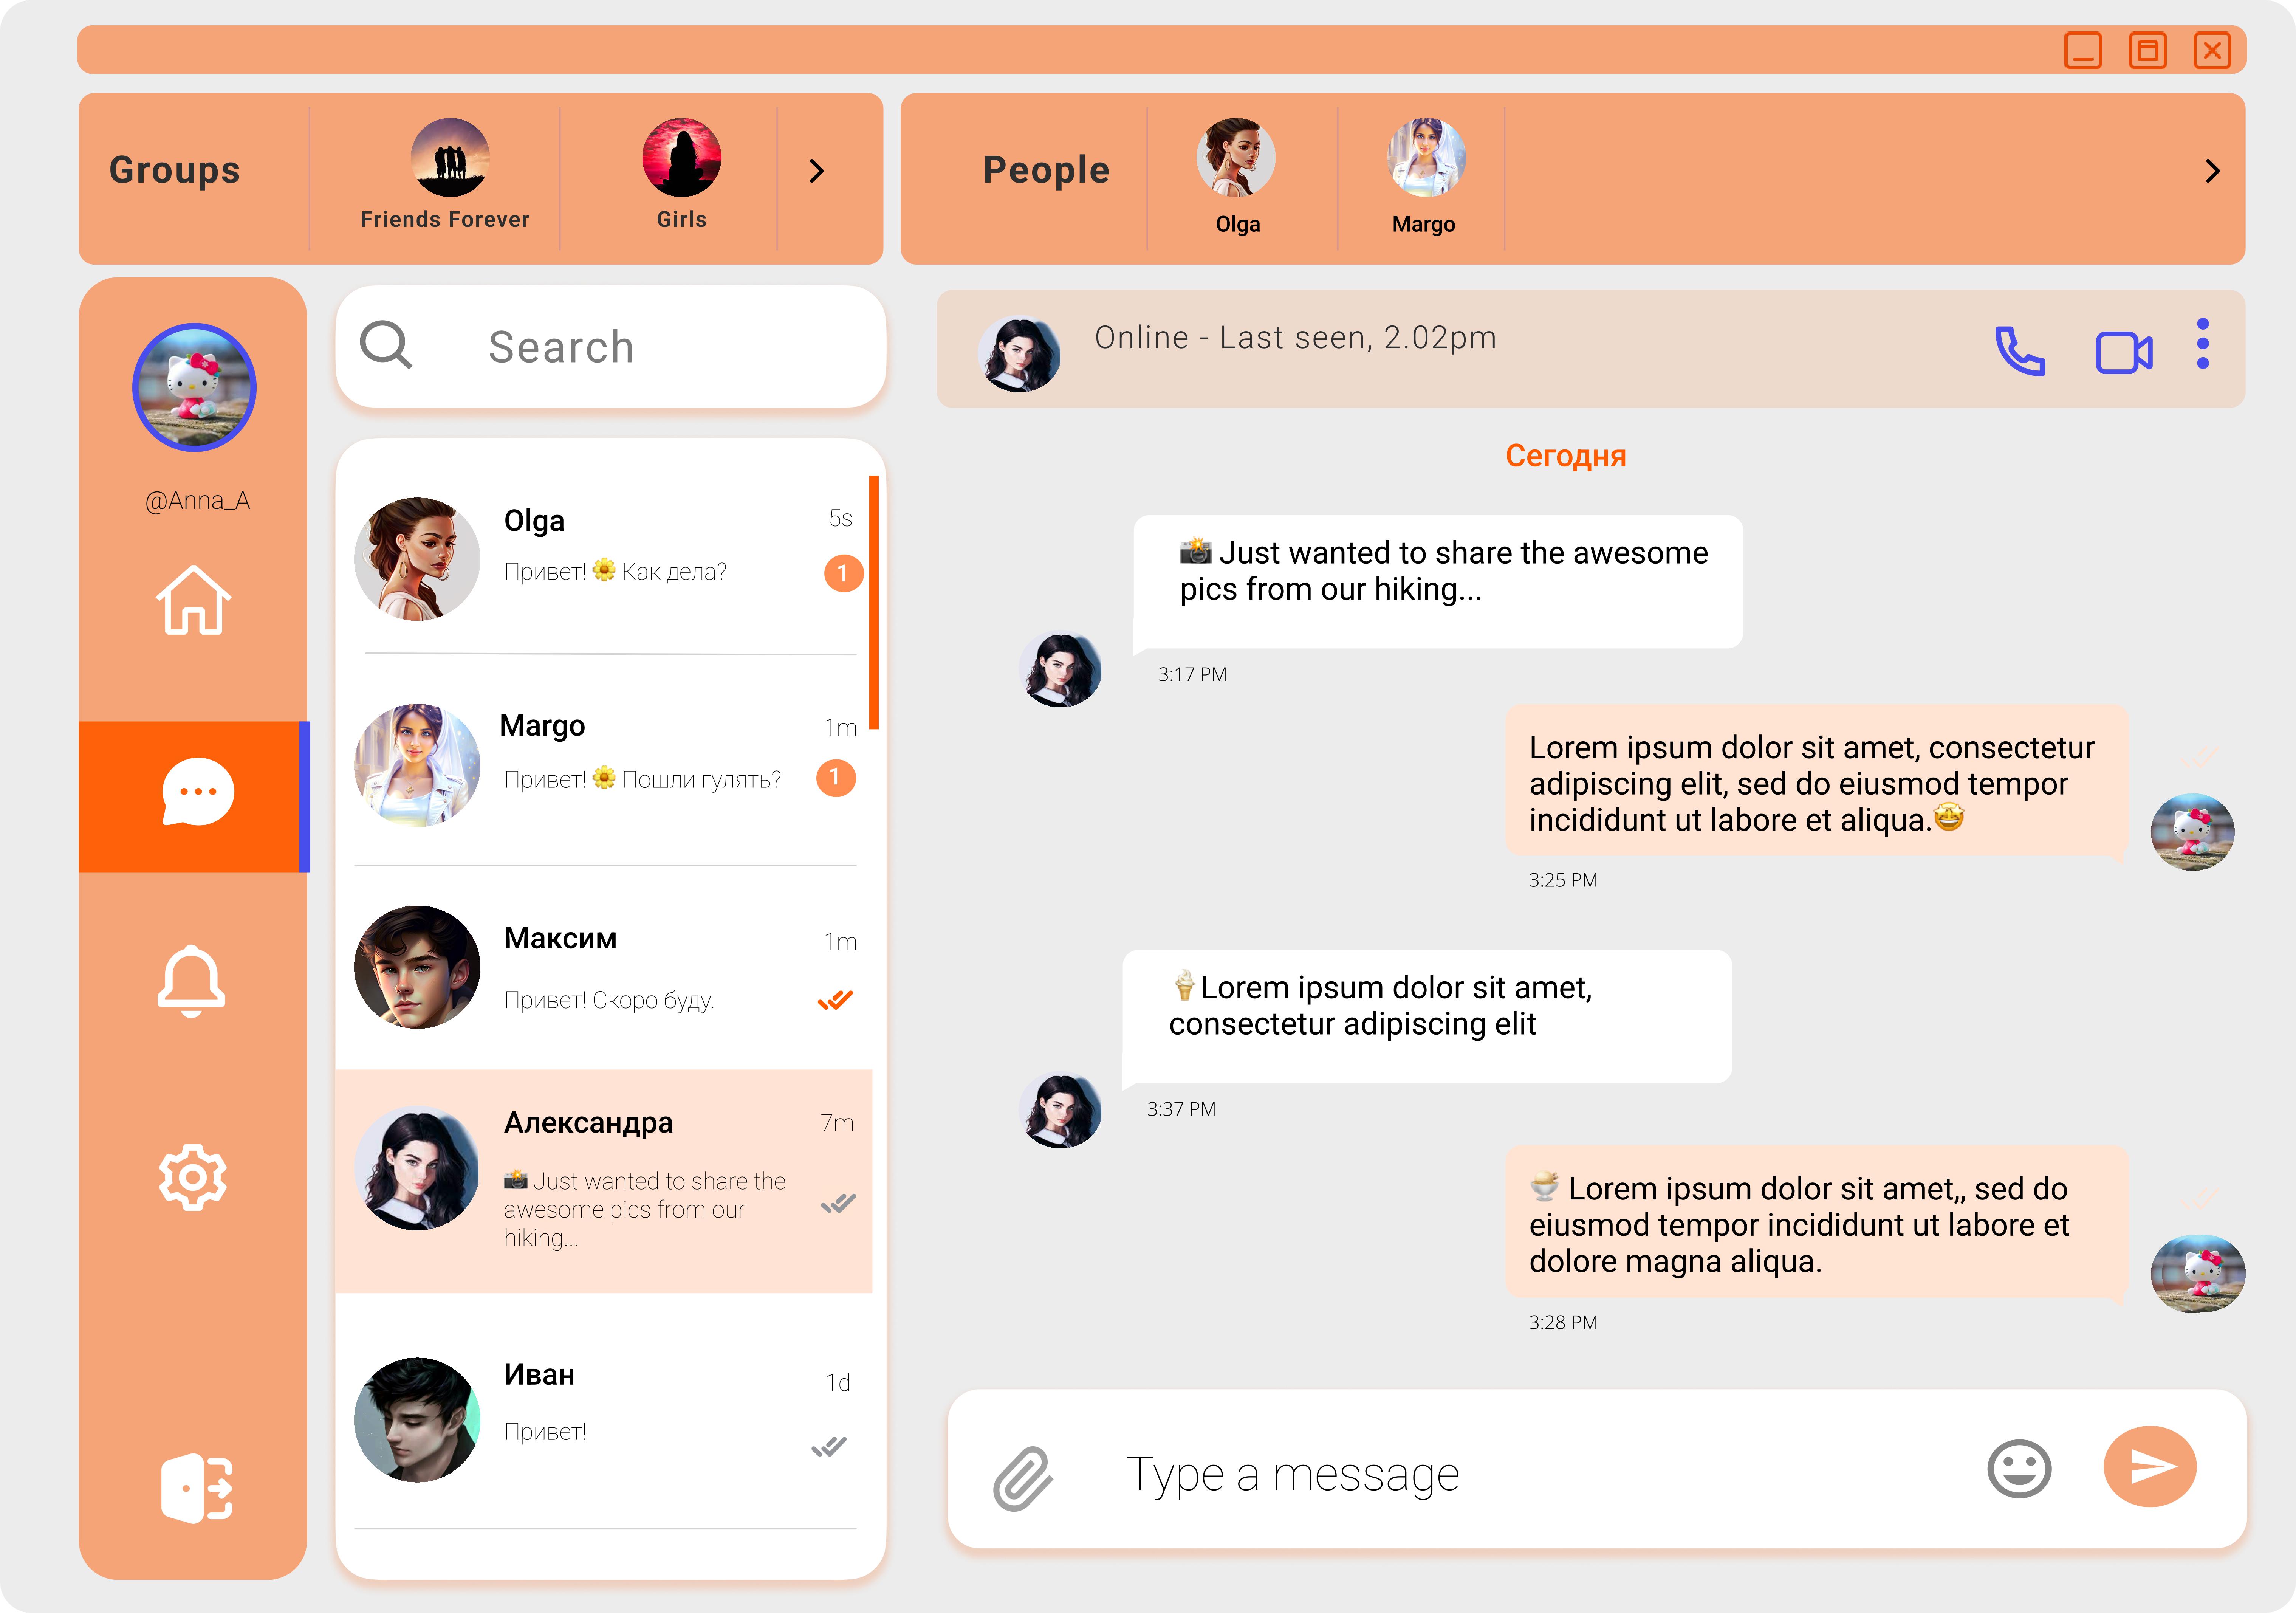 Groups
Friends Forever
Girls
People
Olga
Margo
@Anna_A
Search
Olga
5s
Привет! 🌼 Как дела?
1
Margo
1m
Привет! 🌼 Пошли гулять?
1
Максим
1m
Привет! Скоро буду.
Александра
7m
📸 Just wanted to share the
awesome pics from our
hiking...
Иван
1d
Привет!
Online - Last seen, 2.02pm
Сегодня
📸 Just wanted to share the awesome
pics from our hiking...
3:17 PM
Lorem ipsum dolor sit amet, consectetur
adipiscing elit, sed do eiusmod tempor
incididunt ut labore et aliqua.🤩
3:25 PM
🍦Lorem ipsum dolor sit amet,
consectetur adipiscing elit
3:37 PM
🍨 Lorem ipsum dolor sit amet,, sed do
eiusmod tempor incididunt ut labore et
dolore magna aliqua.
3:28 PM
Type a message